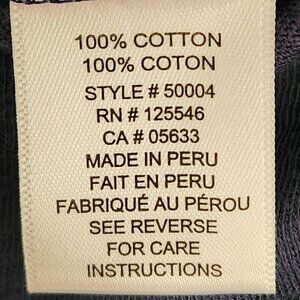 100% COTTON
100% COTON
STYLE # 50004
RN # 125546
CA # 05633
MADE IN PERU
FAIT EN PERU
FABRIQUÉ AU PÉROU
SEE REVERSE
FOR CARE
INSTRUCTIONS